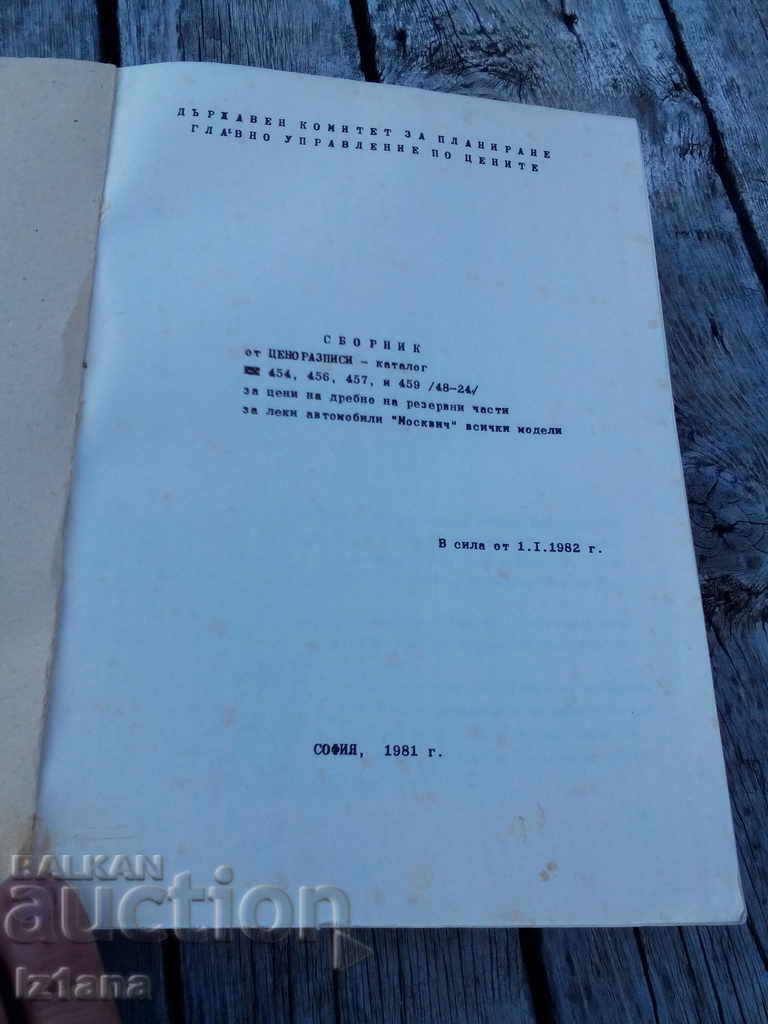 ДЪРЖАВЕН КОМИТЕТ ЗА ПЛАНИРАНЕ
ГЛАВНО УПРАВЛЕНИЕ ПО ЦЕНИТЕ
СБОРНИК
от ЦЕНОРАЗПИСИ - каталог
454, 456, 457, и 459 /48-24/
за цени на дребно на резервни части
за леки автомобили "Москвич" всички модели
В сила от 1.I.1982 г.
СОФИЯ, 1981 г.
BALKAN
auction
Iz1ana